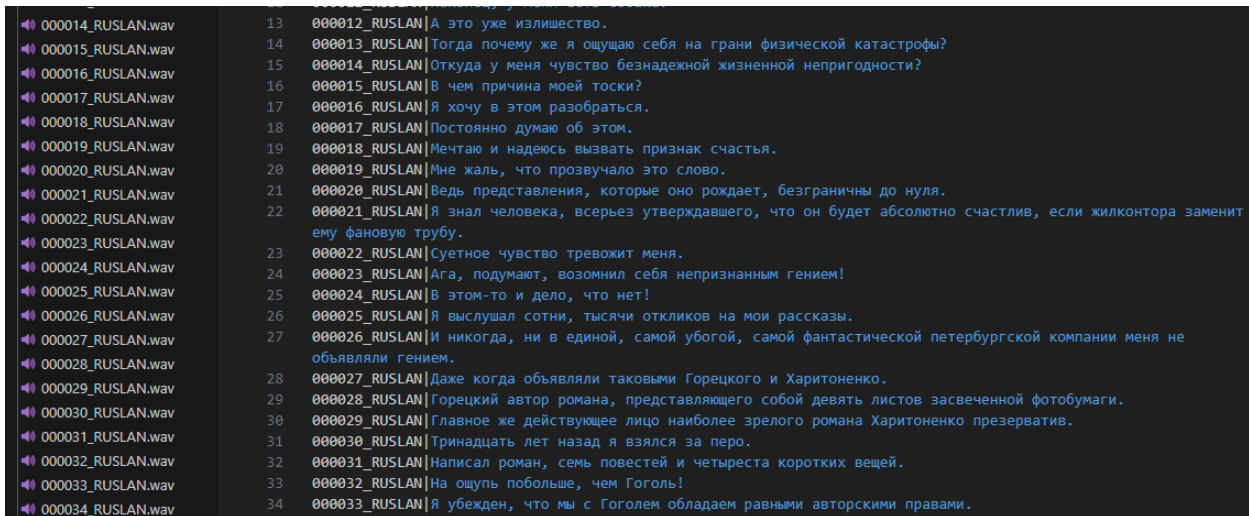 000014_RUSLAN.wav
000015_RUSLAN.wav
000016_RUSLAN.wav
000017_RUSLAN.wav
000018_RUSLAN.wav
000019_RUSLAN.wav
000020_RUSLAN.wav
000021_RUSLAN.wav
000022_RUSLAN.wav
000023_RUSLAN.wav
000024_RUSLAN.wav
000025_RUSLAN.wav
000026_RUSLAN.wav
000027_RUSLAN.wav
000028_RUSLAN.wav
000029_RUSLAN.wav
000030_RUSLAN.wav
000031_RUSLAN.wav
000032_RUSLAN.wav
000033_RUSLAN.wav
000034_RUSLAN.wav
13 000012_RUSLAN|А это уже излишество.
14 000013_RUSLAN|Тогда почему же я ощущаю себя на грани физической катастрофы?
15 000014_RUSLAN|Откуда у меня чувство безнадежной жизненной непригодности?
16 000015_RUSLAN|В чем причина моей тоски?
17 000016_RUSLAN|Я хочу в этом разобраться.
18 000017_RUSLAN|Постоянно думаю об этом.
19 000018_RUSLAN|Мечтаю и надеюсь вызвать признак счастья.
20 000019_RUSLAN|Мне жаль, что прозвучало это слово.
21 000020_RUSLAN|Ведь представления, которые оно рождает, безграничны до нуля.
22 000021_RUSLAN|Я знал человека, всерьез утверждавшего, что он будет абсолютно счастлив, если жилконтора заменит
ему фановую трубу.
23 000022_RUSLAN|Суетное чувство тревожит меня.
24 000023_RUSLAN|Ага, подумают, возомнил себя непризнанным гением!
25 000024_RUSLAN|В этом-то и дело, что нет!
26 000025_RUSLAN|Я выслушал сотни, тысячи откликов на мои рассказы.
27 000026_RUSLAN|И никогда, ни в единой, самой убогой, самой фантастической петербургской компании меня не
объявляли гением.
28 000027_RUSLAN|Даже когда объявляли таковыми Горецкого и Харитоненко.
29 000028_RUSLAN|Горецкий автор романа, представляющего собой девять листов засвеченной фотобумаги.
30 000029_RUSLAN|Главное же действующее лицо наиболее зрелого романа Харитоненко презерватив.
31 000030_RUSLAN|Тринадцать лет назад я взялся за перо.
32 000031_RUSLAN|Написал роман, семь повестей и четыреста коротких вещей.
33 000032_RUSLAN|На ощупь побольше, чем Гоголь!
34 000033_RUSLAN|Я убежден, что мы с Гоголем обладаем равными авторскими правами.